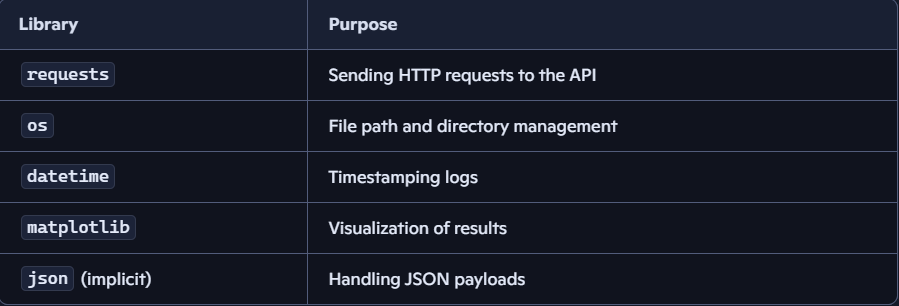 Library Purpose
requests Sending HTTP requests to the API
os File path and directory management
datetime Timestamping logs
matplotlib Visualization of results
json (implicit) Handling JSON payloads